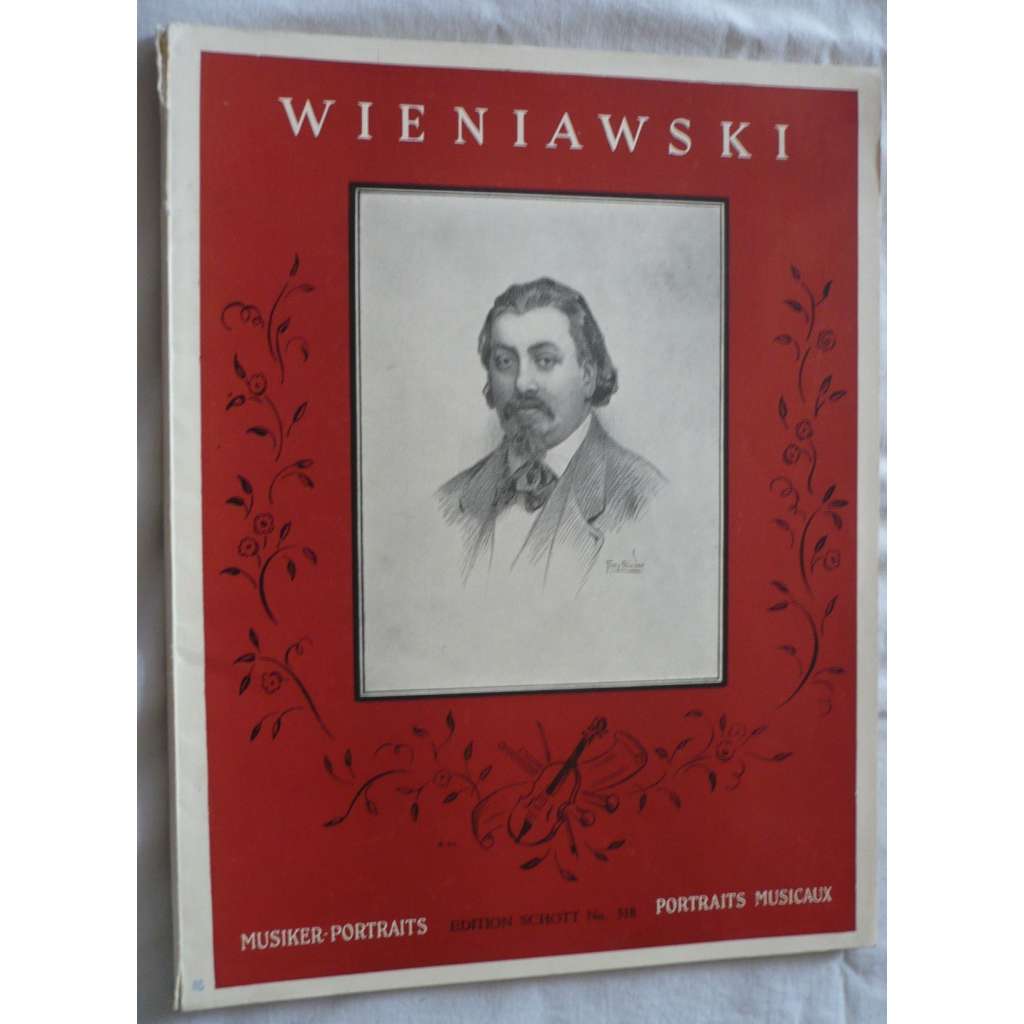 WIENIAWSKI
MUSIKER-PORTRAITS EDITION SCHOTT No. 318 PORTRAITS MUSICAUX